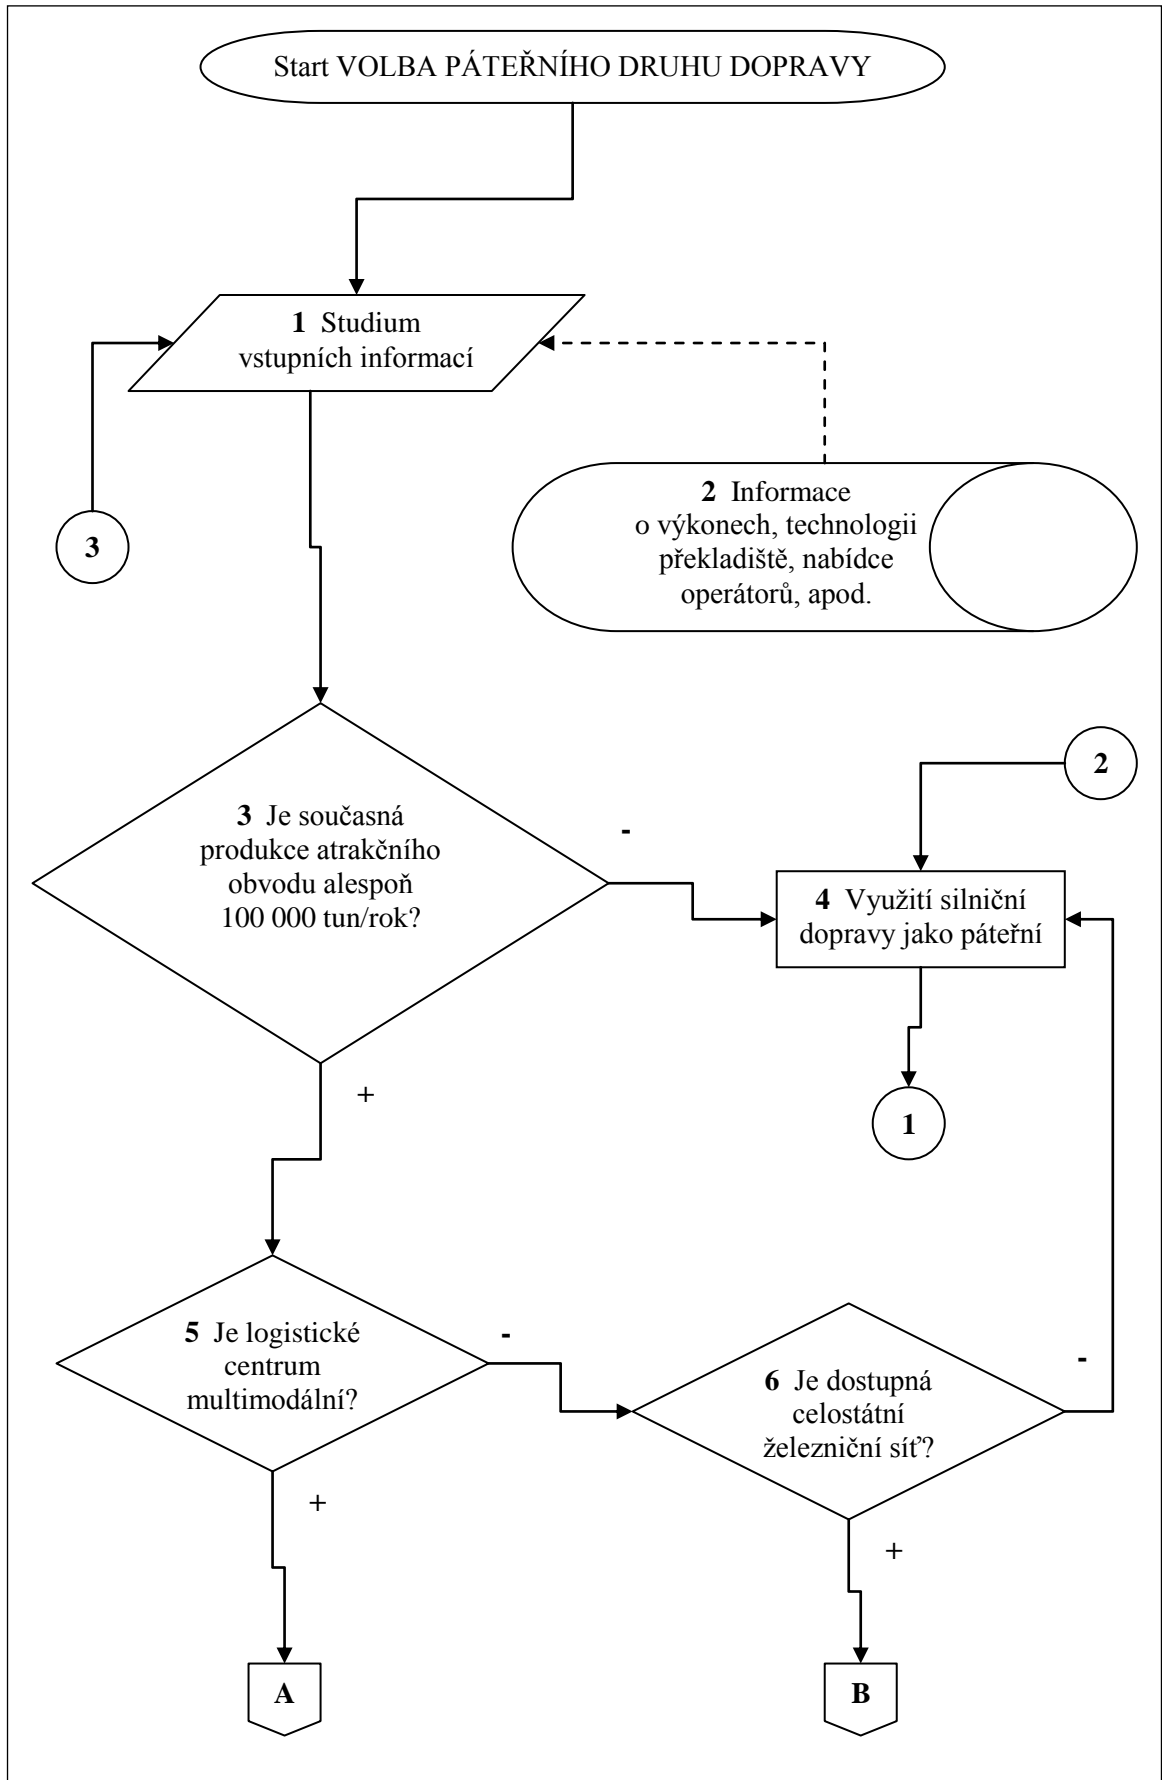 Start VOLBA PÁTEŘNÍHO DRUHU DOPRAVY
1 Studium
vstupních informací
3
2 Informace
o výkonech, technologii
překladiště, nabídce
operátorů, apod.
2
3 Je současná
produkce atrakčního
obvodu alespoň
100 000 tun/rok?
-
4 Využití silniční
dopravy jako páteřní
+
1
5 Je logistické
centrum
multimodální?
-
6 Je dostupná
celostátní
železniční síť?
-
+
+
A
B